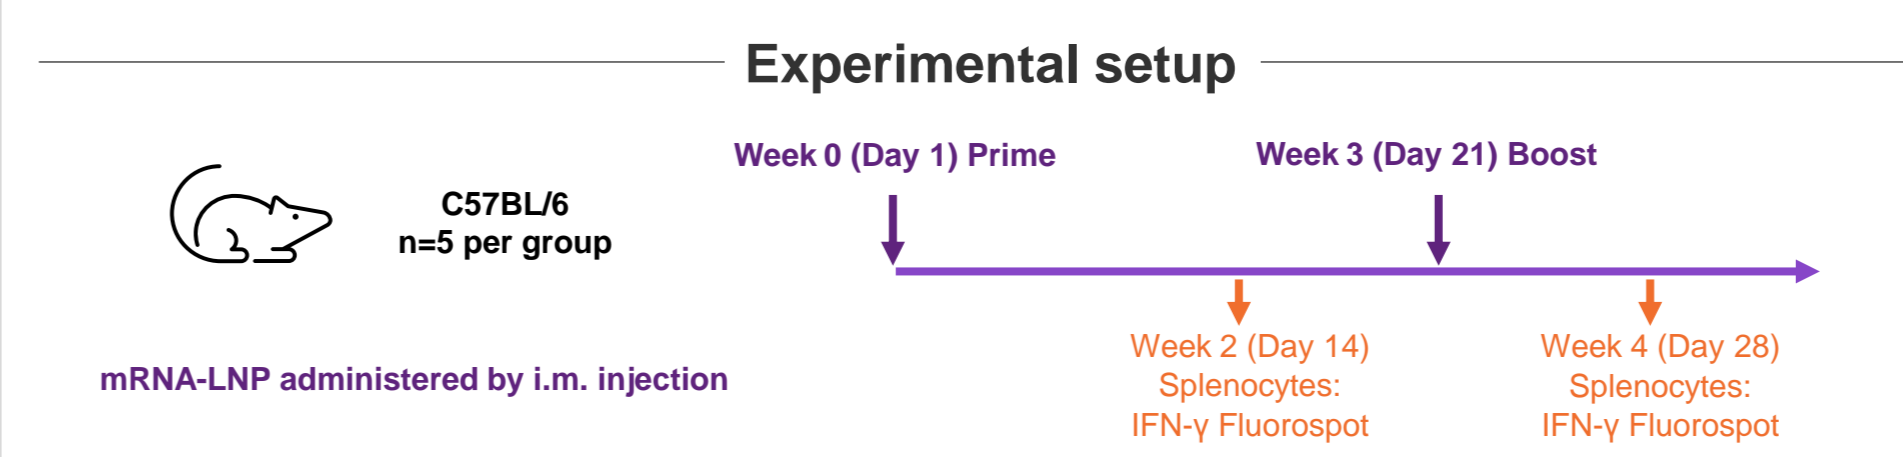 Experimental setup
Week 0 (Day 1) Prime
Week 3 (Day 21) Boost
C57BL/6
n=5 per group
mRNA-LNP administered by i.m. injection
Week 2 (Day 14)
Splenocytes:
IFN-γ Fluorospot
Week 4 (Day 28)
Splenocytes:
IFN-γ Fluorospot